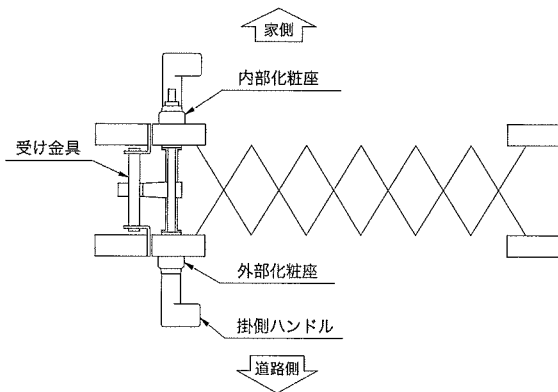 家側
内部化粧座
受け金具
外部化粧座
掛側ハンドル
道路側